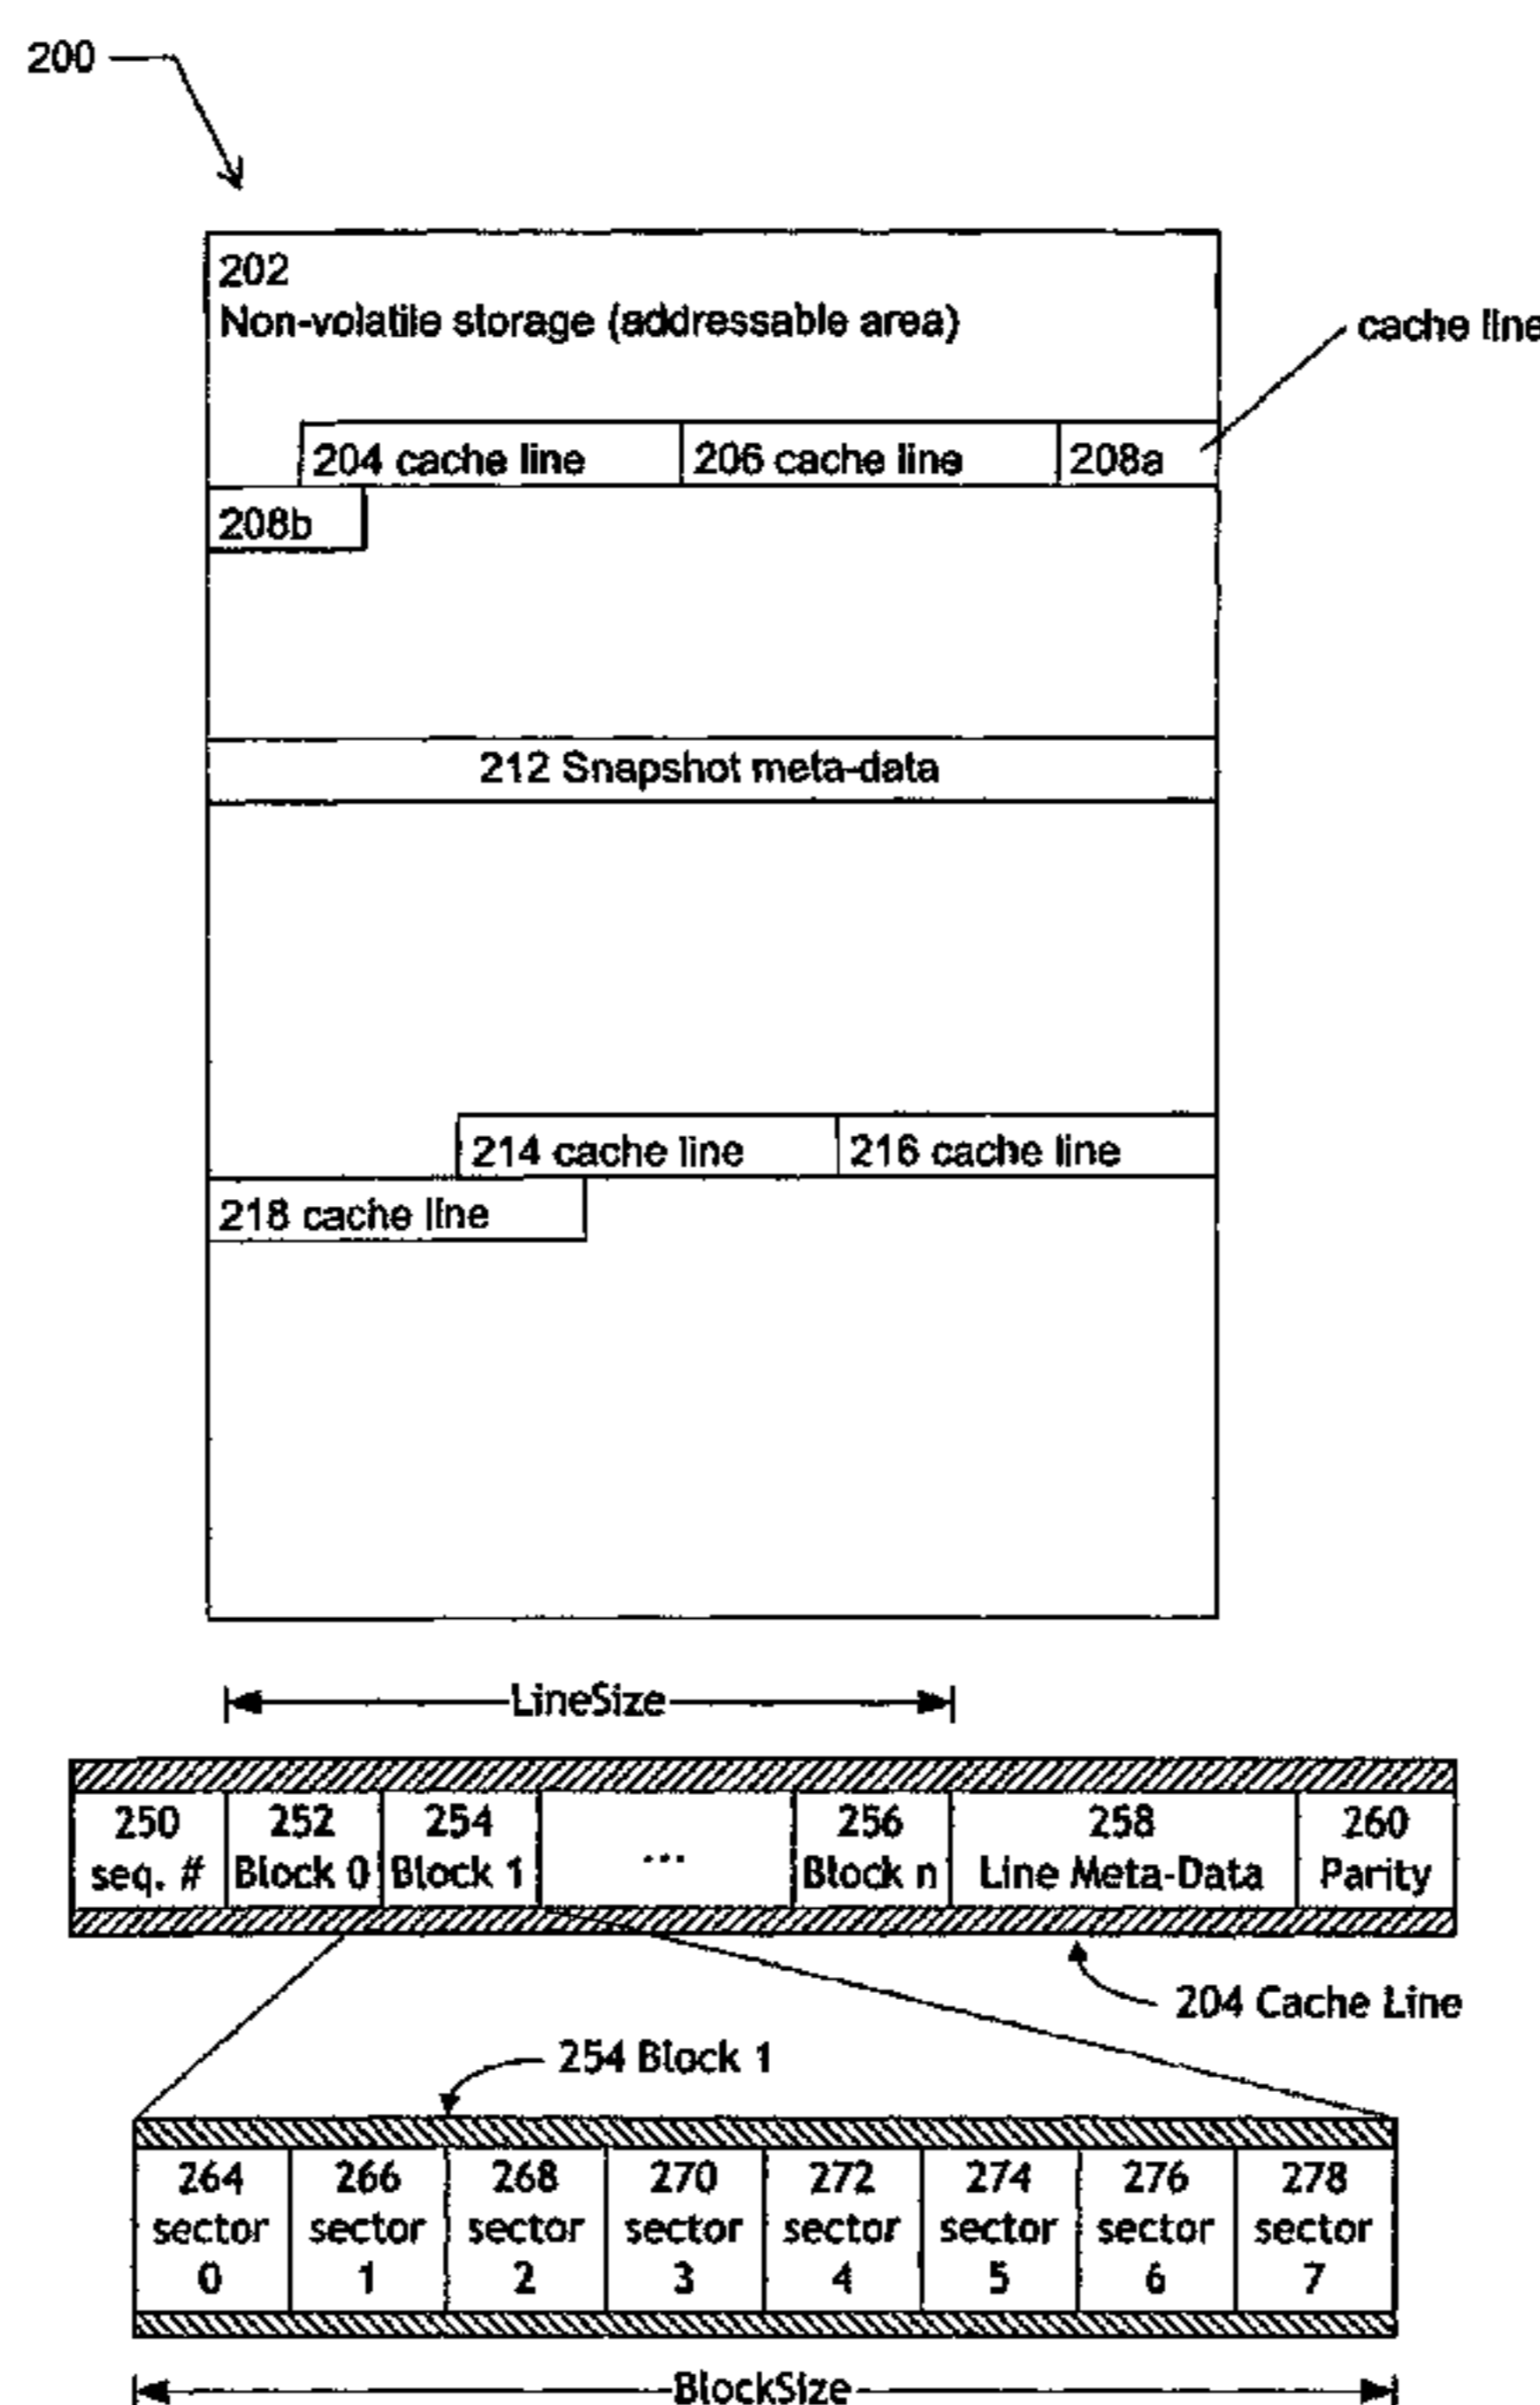 200
202
Non-volatile storage (addressable area)
cache line
204 cache line 206 cache line 208a
208b
212 Snapshot meta-data
214 cache line 216 cache line
218 cache line
LineSize
250 252 254 256 258 260
seq. # Block 0 Block 1 ... Block n Line Meta-Data Parity
204 Cache Line
254 Block 1
264 266 268 270 272 274 276 278
sector sector sector sector sector sector sector sector
0 1 2 3 4 5 6 7
BlockSize